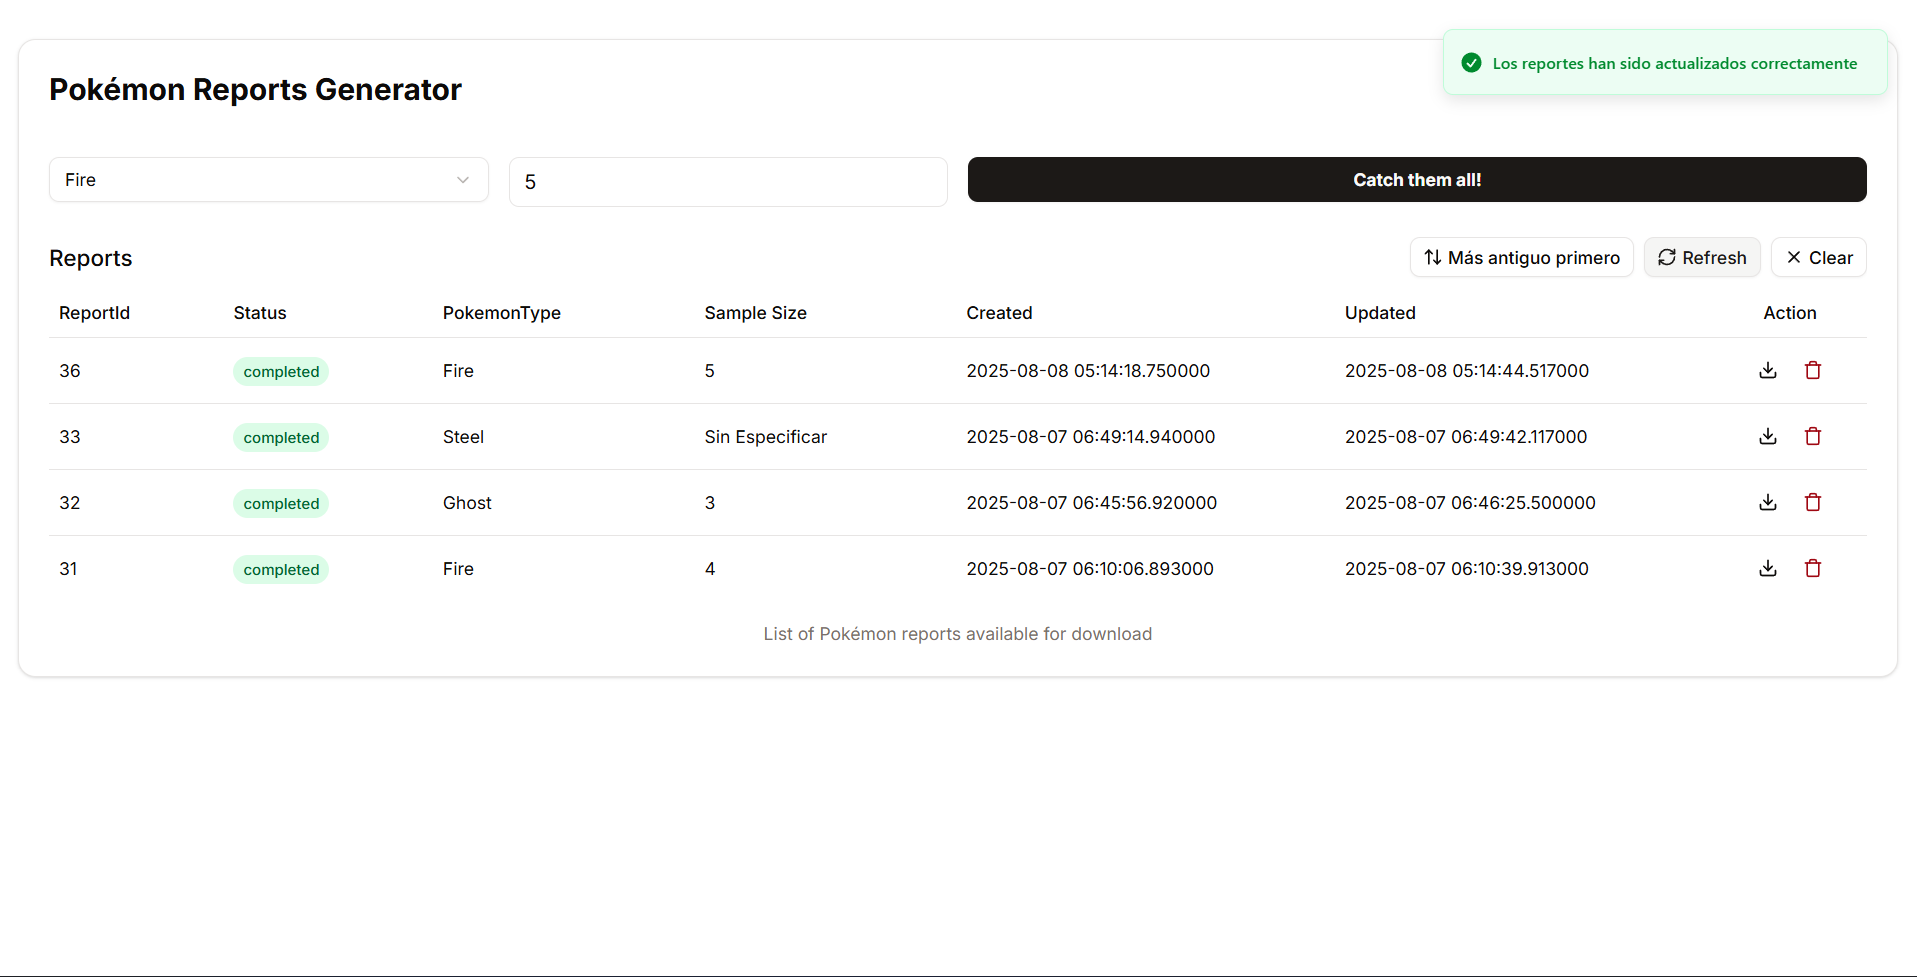 Los reportes han sido actualizados correctamente
Pokémon Reports Generator
Fire
5
Catch them all!
Reports
Más antiguo primero
Refresh
Clear
ReportId Status PokemonType Sample Size Created Updated Action
36 completed Fire 5 2025-08-08 05:14:18.750000 2025-08-08 05:14:44.517000
33 completed Steel Sin Especificar 2025-08-07 06:49:14.940000 2025-08-07 06:49:42.117000
32 completed Ghost 3 2025-08-07 06:45:56.920000 2025-08-07 06:46:25.500000
31 completed Fire 4 2025-08-07 06:10:06.893000 2025-08-07 06:10:39.913000
List of Pokémon reports available for download